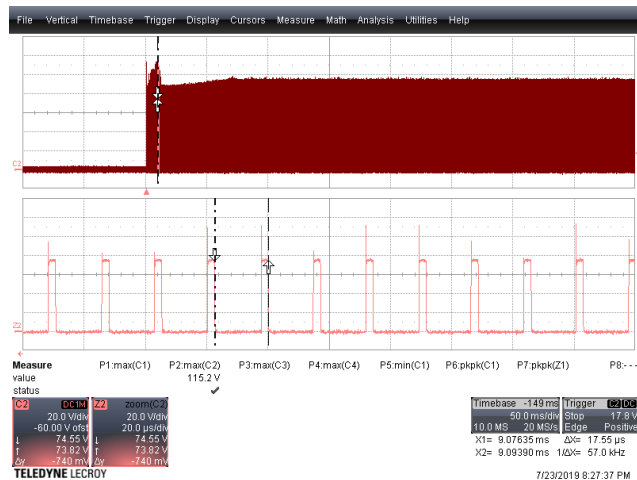 File Vertical Timebase Trigger Display Cursors Measure Math Analysis Utilities Help
C2
Z2
Measure P1:max(C1) P2:max(C2) P3:max(C3) P4:max(C4) P5:min(C1) P6:pkpk(C2) P7:pkpk(Z1) P8:- - -
value 115.2 V
status ✔
C2 DC1M Z2 zoom(C2) Timebase -149 ms Trigger C2 DC
20.0 V/div 20.0 V/div 50.0 ms/div Stop 17.8 V
-60.00 V ofst 20.0 µs/div 10.0 MS 20 MS/s Edge Positive
↓ 74.55 V ↓ 74.55 V X1= 9.07635 ms ΔX= 17.55 µs
↑ 73.82 V ↑ 73.82 V X2= 9.09390 ms 1/ΔX= 57.0 kHz
Δy -740 mV Δy -740 mV
TELEDYNE LECROY 7/23/2019 8:27:37 PM